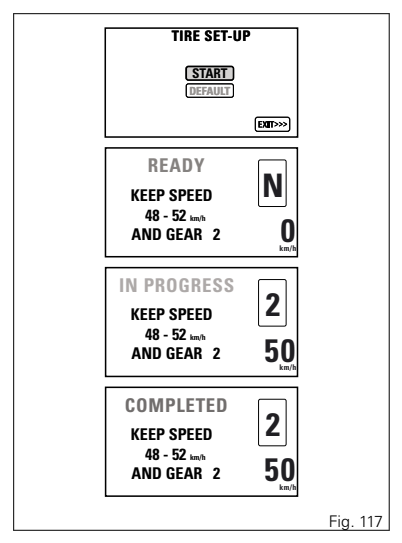 TIRE SET-UP
START
DEFAULT
EXIT>>>
READY
N
KEEP SPEED
48 - 52 km/h
AND GEAR 2
0
km/h
IN PROGRESS
2
KEEP SPEED
48 - 52 km/h
AND GEAR 2
50
km/h
COMPLETED
2
KEEP SPEED
48 - 52 km/h
AND GEAR 2
50
km/h
Fig. 117